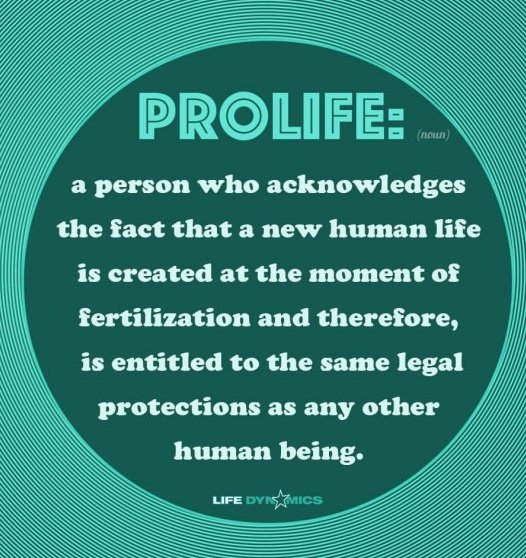 PROLIFE: (noun)
a person who acknowledges
the fact that a new human life
is created at the moment of
fertilization and therefore,
is entitled to the same legal
protections as any other
human being.
LIFE DYNAMICS